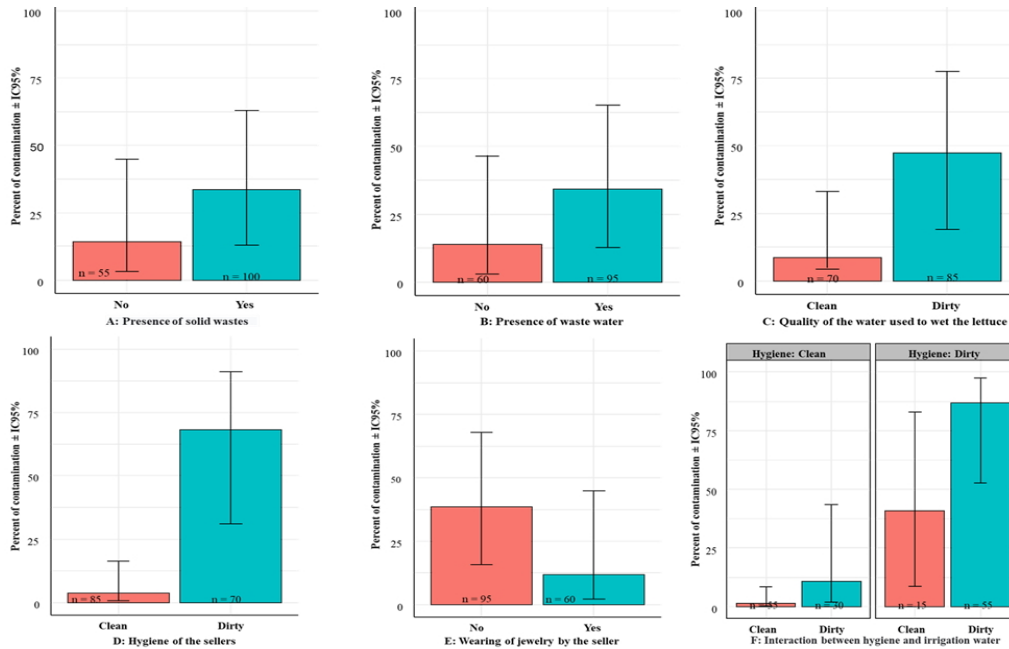 100
75
50
25
0
Percent of contamination ± IC95%
n = 55
n = 100
No
Yes
A: Presence of solid wastes
100
75
50
25
0
Percent of contamination ± IC95%
n = 60
n = 95
No
Yes
B: Presence of waste water
100
75
50
25
0
Percent of contamination ± IC95%
n = 70
n = 85
Clean
Dirty
C: Quality of the water used to wet the lettuce
100
75
50
25
0
Percent of contamination ± IC95%
n = 85
n = 70
Clean
Dirty
D: Hygiene of the sellers
100
75
50
25
0
Percent of contamination ± IC95%
n = 95
n = 60
No
Yes
E: Wearing of jewelry by the seller
Hygiene: Clean
Hygiene: Dirty
100
75
50
25
0
Percent of contamination ± IC95%
n = 55
n = 30
n = 15
n = 55
Clean
Dirty
Clean
Dirty
F: Interaction between hygiene and irrigation water